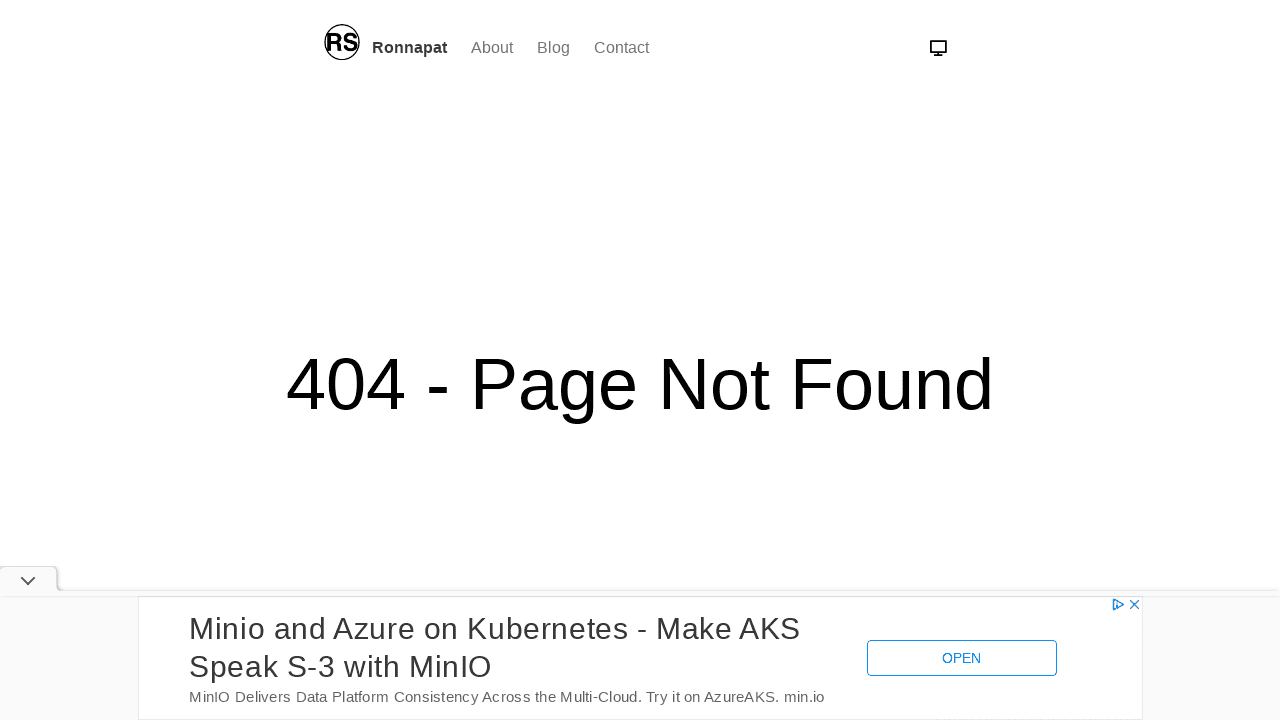 RS Ronnapat About Blog Contact
404 - Page Not Found
Minio and Azure on Kubernetes - Make AKS
Speak S-3 with MinIO
MinIO Delivers Data Platform Consistency Across the Multi-Cloud. Try it on AzureAKS. min.io
OPEN